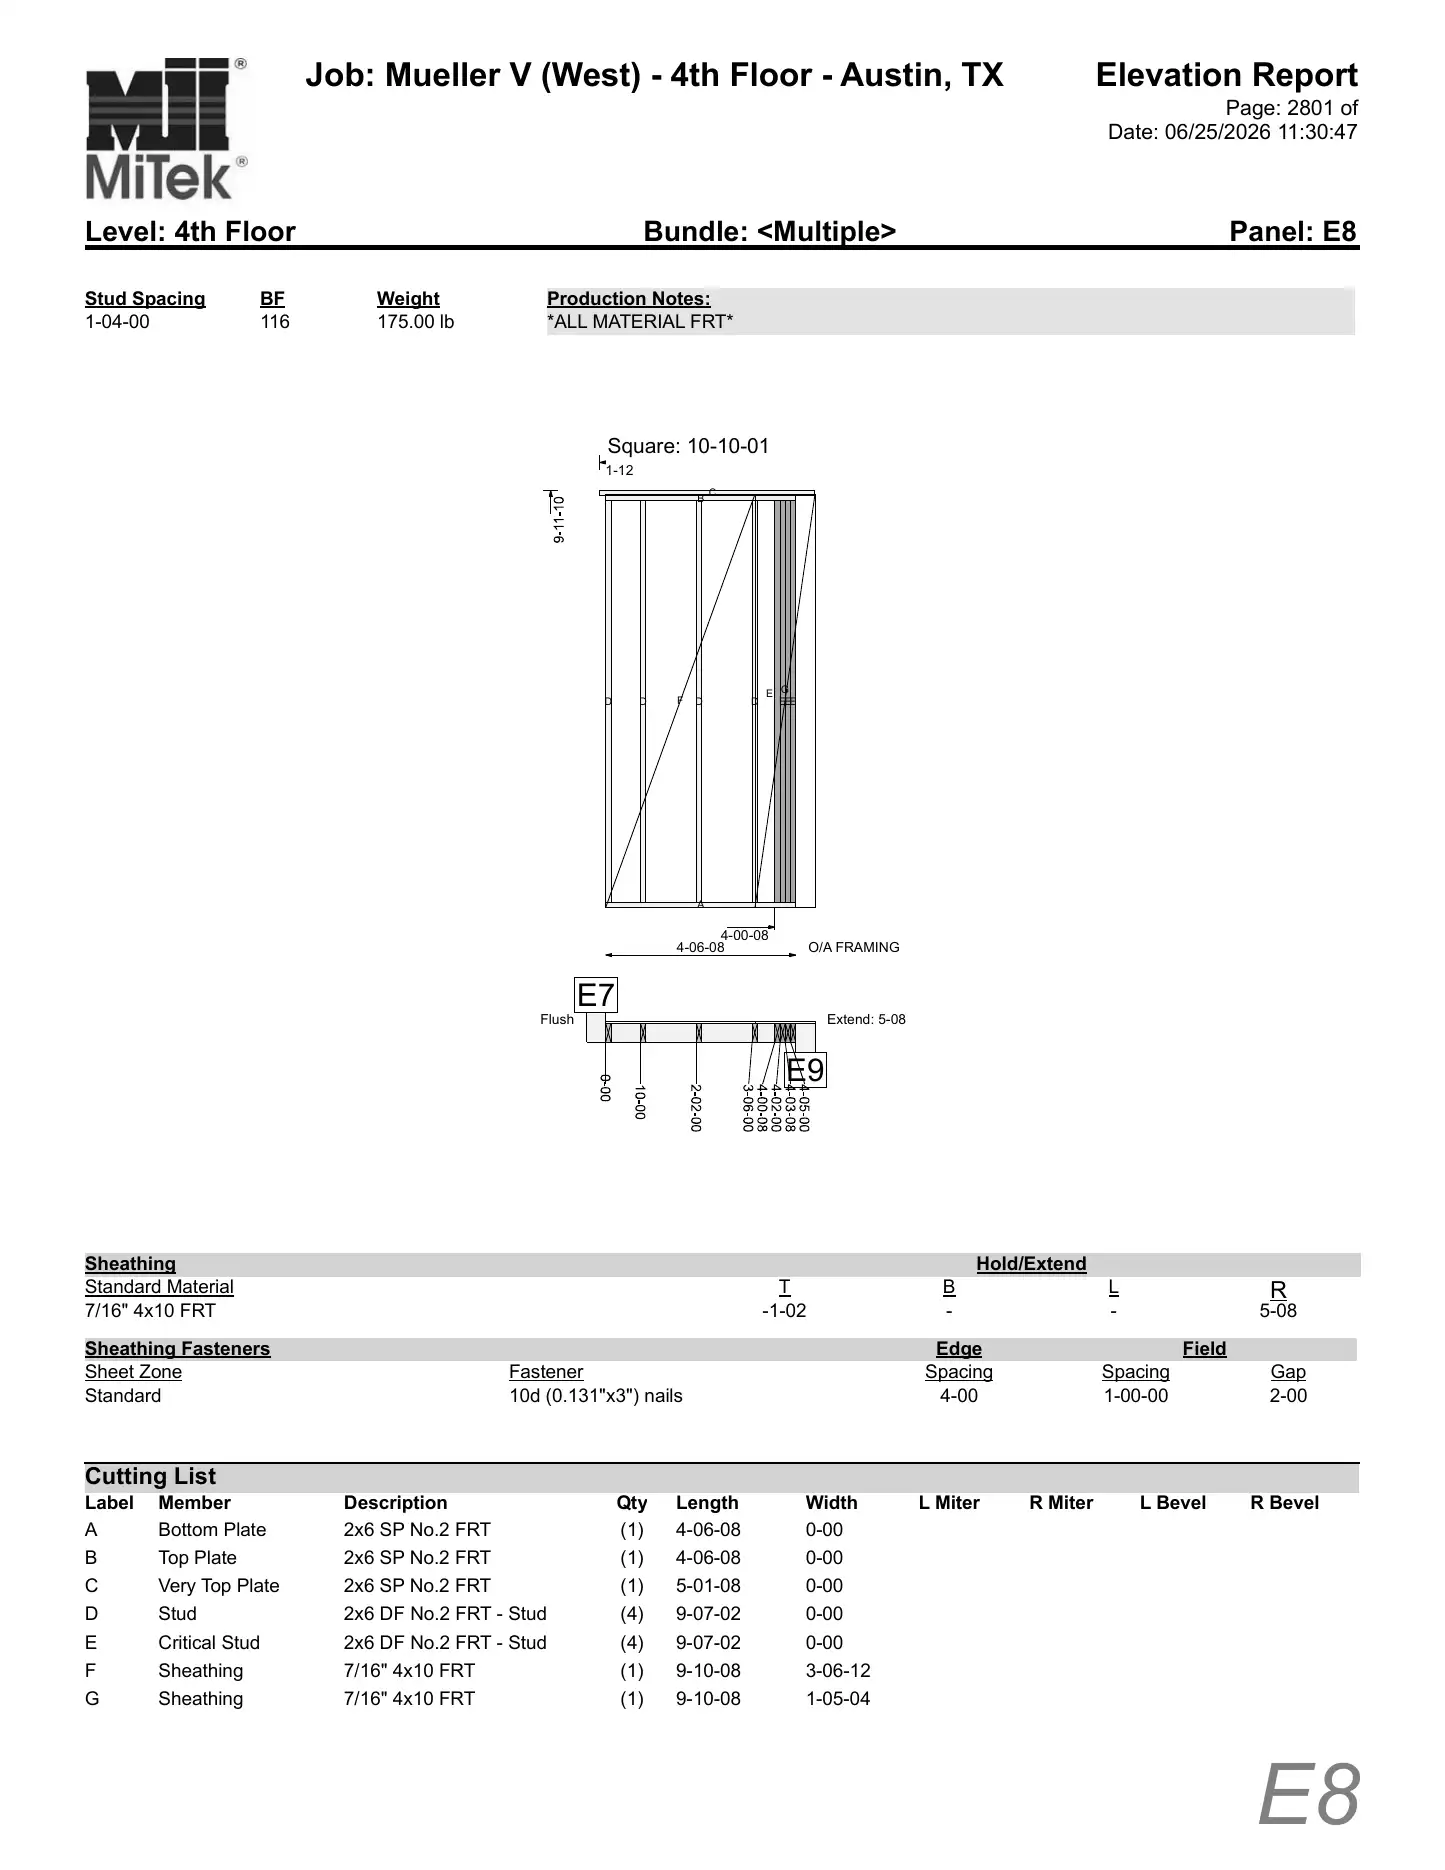 Job: Mueller V (West) - 4th Floor - Austin, TX
Elevation Report
Page: 2801 of
Date: 06/25/2026 11:30:47
MiTek®
Level: 4th Floor Bundle: <Multiple> Panel: E8
Stud Spacing BF Weight Production Notes:
1-04-00 116 175.00 lb *ALL MATERIAL FRT*
Square: 10-10-01
1-12
C
B
9-11-10
E G
D D F D D
A
4-00-08
4-06-08 O/A FRAMING
E7
Flush Extend: 5-08
E9
0-00
10-00
2-02-00
3-06-00
4-00-08
4-02-00
4-03-08
4-05-00
Sheathing Hold/Extend
Standard Material T B L R
7/16" 4x10 FRT -1-02 - - 5-08
Sheathing Fasteners Edge Field
Sheet Zone Fastener Spacing Spacing Gap
Standard 10d (0.131"x3") nails 4-00 1-00-00 2-00
Cutting List
Label Member Description Qty Length Width L Miter R Miter L Bevel R Bevel
A Bottom Plate 2x6 SP No.2 FRT (1) 4-06-08 0-00
B Top Plate 2x6 SP No.2 FRT (1) 4-06-08 0-00
C Very Top Plate 2x6 SP No.2 FRT (1) 5-01-08 0-00
D Stud 2x6 DF No.2 FRT - Stud (4) 9-07-02 0-00
E Critical Stud 2x6 DF No.2 FRT - Stud (4) 9-07-02 0-00
F Sheathing 7/16" 4x10 FRT (1) 9-10-08 3-06-12
G Sheathing 7/16" 4x10 FRT (1) 9-10-08 1-05-04
E8